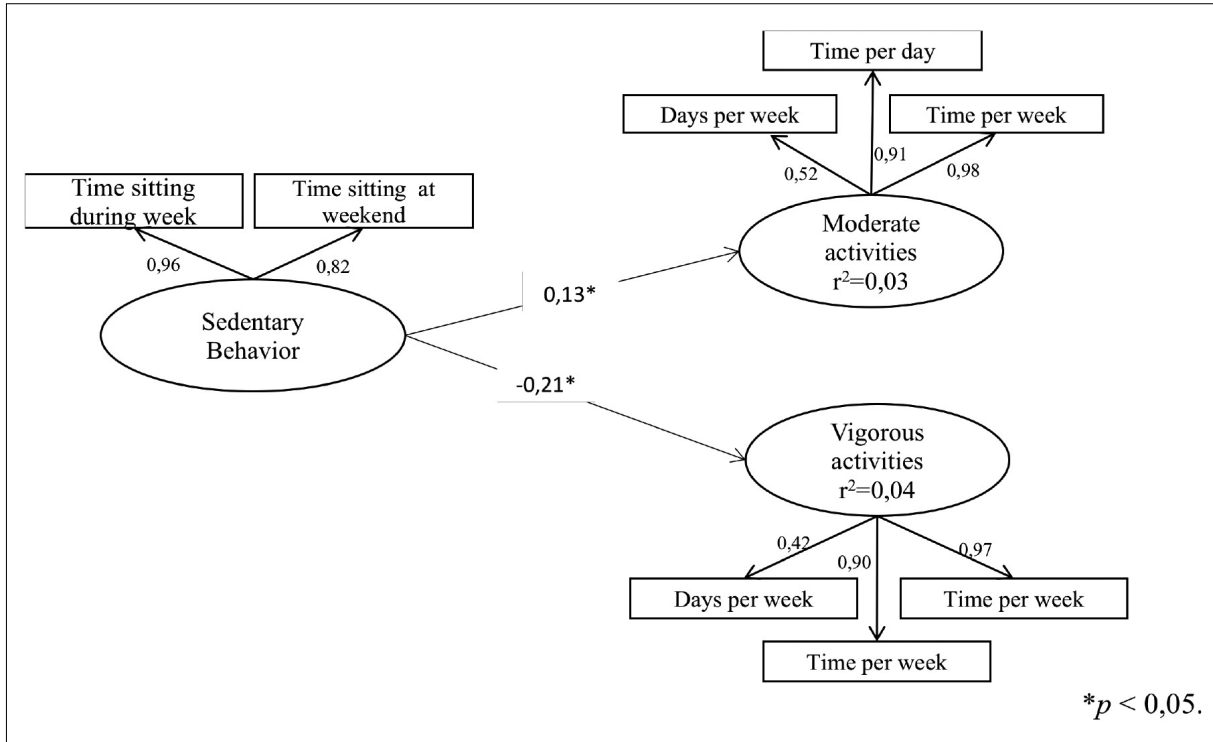 Time per day
Days per week
Time per week
0,52
0,91
0,98
Moderate
activities
r²=0,03
Time sitting
during week
Time sitting at
weekend
0,96
0,82
Sedentary
Behavior
0,13*
-0,21*
Vigorous
activities
r²=0,04
0,42
0,90
0,97
Days per week
Time per week
Time per week
*p < 0,05.